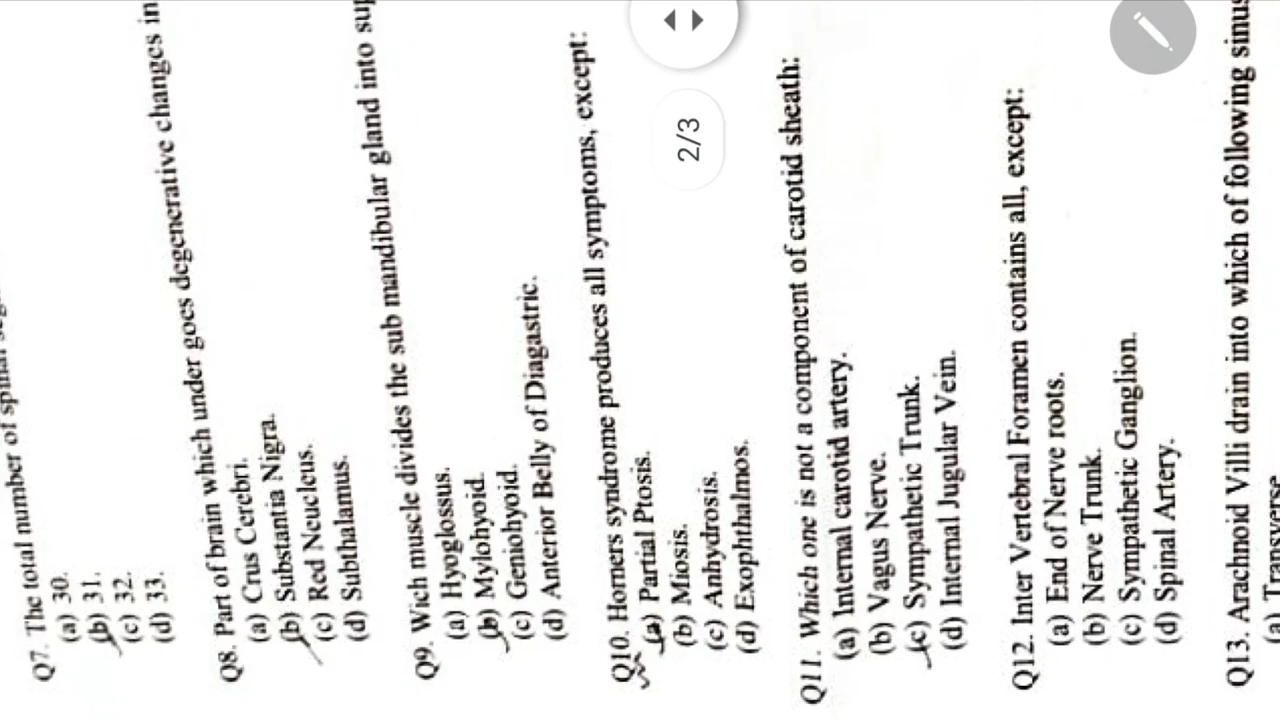 Q7. The total number of spinal
(a) 30.
(b) 31.
(c) 32.
(d) 33.
Q8. Part of brain which under goes degenerative changes in
(a) Crus Cerebri.
(b) Substantia Nigra.
(c) Red Neucleus.
(d) Subthalamus.
Q9. Wich muscle divides the sub mandibular gland into
(a) Hyoglossus.
(b) Mylohyoid.
(c) Geniohyoid.
(d) Anterior Belly of Diagastric.
Q10. Horners syndrome produces all symptoms, except:
(a) Partial Ptosis.
(b) Miosis.
(c) Anhydrosis.
(d) Exophthalmos.
2/3
Q11. Which one is not a component of carotid sheath:
(a) Internal carotid artery.
(b) Vagus Nerve.
(c) Sympathetic Trunk.
(d) Internal Jugular Vein.
Q12. Inter Vertebral Foramen contains all, except:
(a) End of Nerve roots.
(b) Nerve Trunk.
(c) Sympathetic Ganglion.
(d) Spinal Artery.
Q13. Arachnoid Villi drain into which of following sinus
(a) Transverse